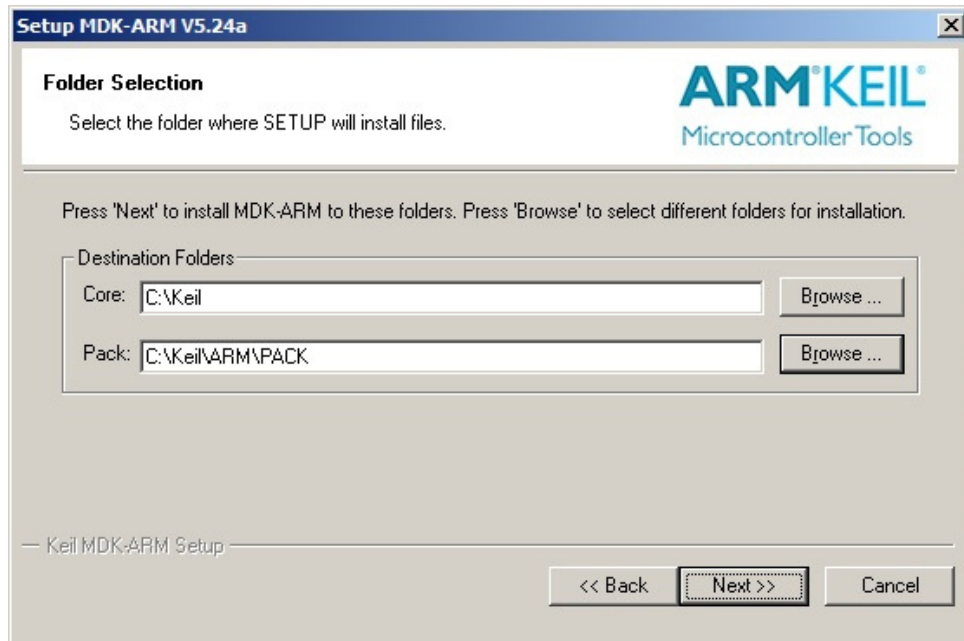 Setup MDK-ARM V5.24a
Folder Selection
Select the folder where SETUP will install files.
ARM®KEIL®
Microcontroller Tools
Press 'Next' to install MDK-ARM to these folders. Press 'Browse' to select different folders for installation.
Destination Folders
Core: C:\Keil Browse ...
Pack: C:\Keil\ARM\PACK Browse ...
Keil MDK-ARM Setup
<< Back Next >> Cancel